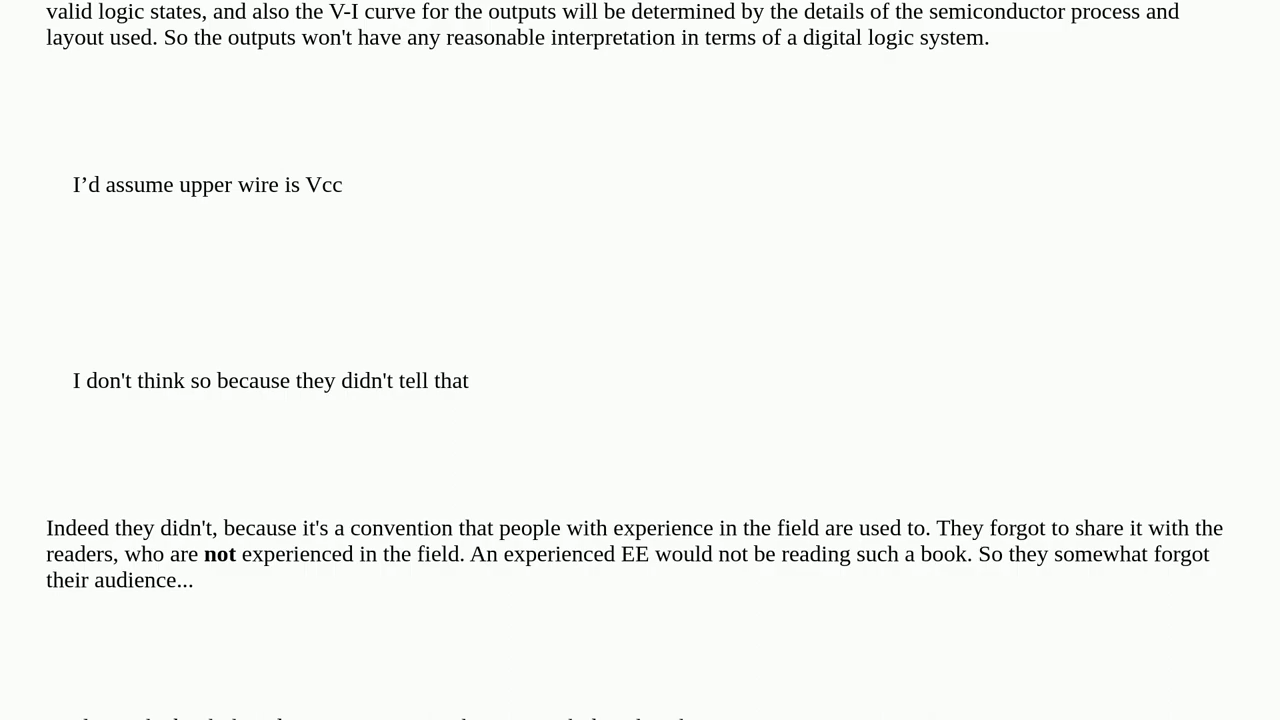 valid logic states, and also the V-I curve for the outputs will be determined by the details of the semiconductor process and
layout used. So the outputs won't have any reasonable interpretation in terms of a digital logic system.
I’d assume upper wire is Vcc
I don't think so because they didn't tell that
Indeed they didn't, because it's a convention that people with experience in the field are used to. They forgot to share it with the
readers, who are not experienced in the field. An experienced EE would not be reading such a book. So they somewhat forgot
their audience...